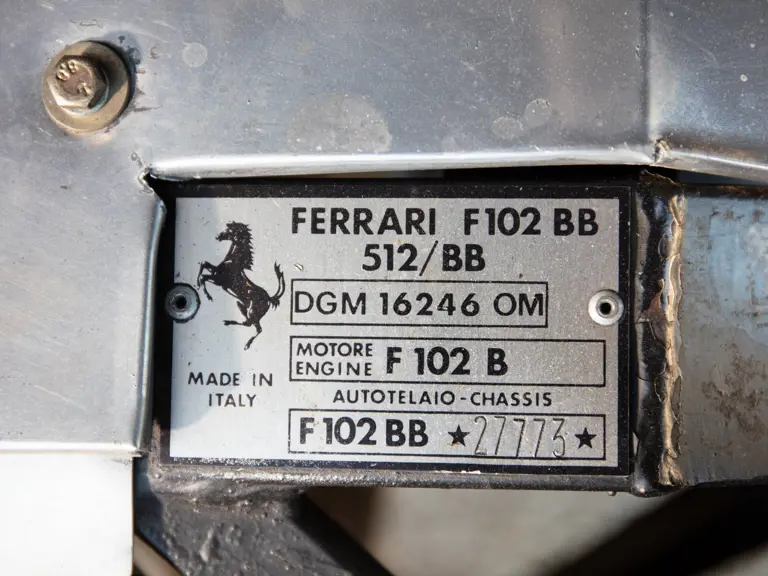 FERRARI F102 BB
512/BB
DGM 16246 OM
MOTORE
ENGINE F 102 B
MADE IN
ITALY
AUTOTELAIO-CHASSIS
F102BB ★27773★